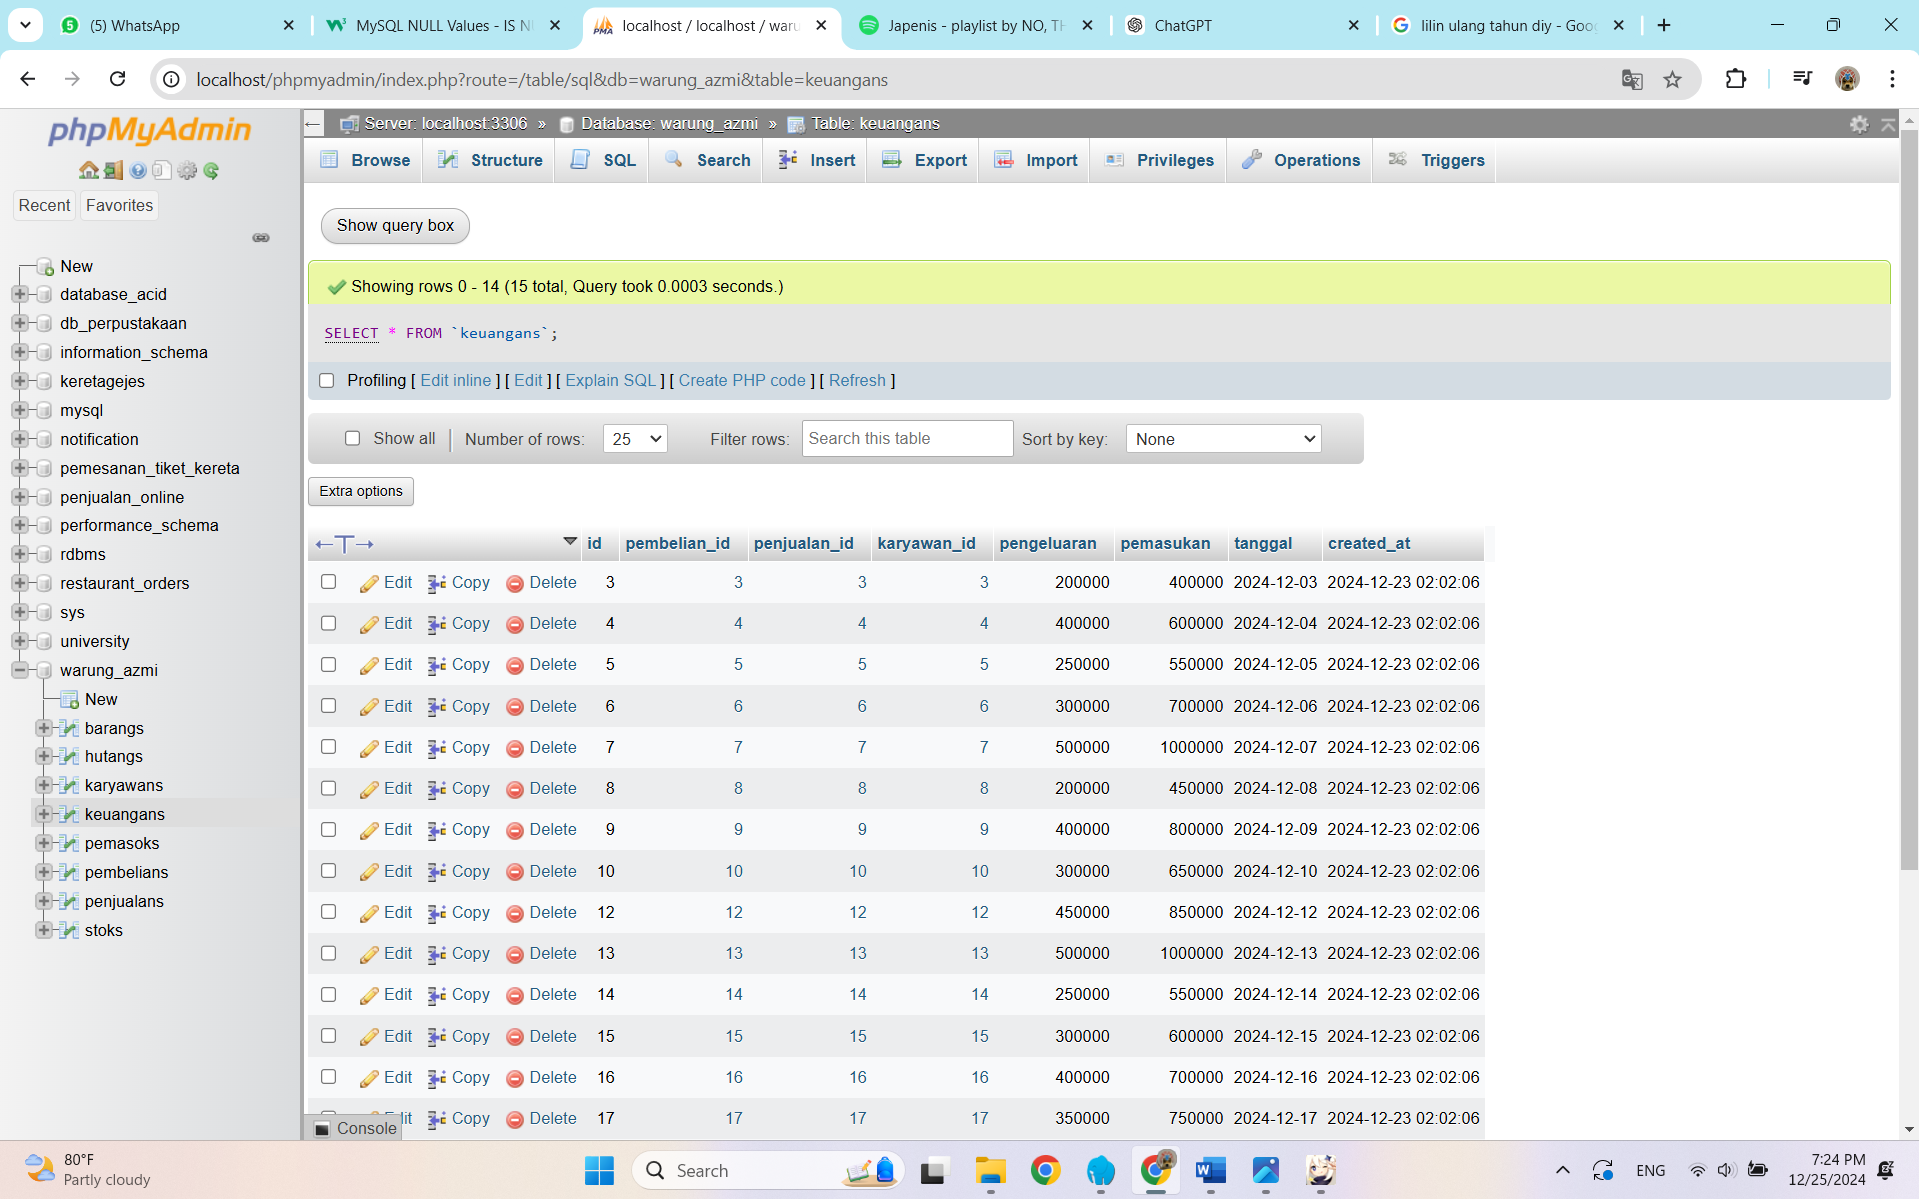 (5) WhatsApp
MySQL NULL Values - IS N
localhost / localhost / waru
Japenis - playlist by NO, TH
ChatGPT
lilin ulang tahun diy - Goo
localhost/phpmyadmin/index.php?route=/table/sql&db=warung_azmi&table=keuangans
phpMyAdmin
Recent Favorites
New
database_acid
db_perpustakaan
information_schema
keretagejes
mysql
notification
pemesanan_tiket_kereta
penjualan_online
performance_schema
rdbms
restaurant_orders
sys
university
warung_azmi
New
barangs
hutangs
karyawans
keuangans
pemasoks
pembelians
penjualans
stoks
Server: localhost:3306 » Database: warung_azmi » Table: keuangans
Browse Structure SQL Search Insert Export Import Privileges Operations Triggers
Show query box
Showing rows 0 - 14 (15 total, Query took 0.0003 seconds.)
SELECT * FROM `keuangans`;
Profiling [ Edit inline ] [ Edit ] [ Explain SQL ] [ Create PHP code ] [ Refresh ]
Show all Number of rows: 25 Filter rows: Search this table Sort by key: None
Extra options
←T→ id pembelian_id penjualan_id karyawan_id pengeluaran pemasukan tanggal created_at
Edit Copy Delete 3 3 3 3 200000 400000 2024-12-03 2024-12-23 02:02:06
Edit Copy Delete 4 4 4 4 400000 600000 2024-12-04 2024-12-23 02:02:06
Edit Copy Delete 5 5 5 5 250000 550000 2024-12-05 2024-12-23 02:02:06
Edit Copy Delete 6 6 6 6 300000 700000 2024-12-06 2024-12-23 02:02:06
Edit Copy Delete 7 7 7 7 500000 1000000 2024-12-07 2024-12-23 02:02:06
Edit Copy Delete 8 8 8 8 200000 450000 2024-12-08 2024-12-23 02:02:06
Edit Copy Delete 9 9 9 9 400000 800000 2024-12-09 2024-12-23 02:02:06
Edit Copy Delete 10 10 10 10 300000 650000 2024-12-10 2024-12-23 02:02:06
Edit Copy Delete 12 12 12 12 450000 850000 2024-12-12 2024-12-23 02:02:06
Edit Copy Delete 13 13 13 13 500000 1000000 2024-12-13 2024-12-23 02:02:06
Edit Copy Delete 14 14 14 14 250000 550000 2024-12-14 2024-12-23 02:02:06
Edit Copy Delete 15 15 15 15 300000 600000 2024-12-15 2024-12-23 02:02:06
Edit Copy Delete 16 16 16 16 400000 700000 2024-12-16 2024-12-23 02:02:06
Edit Copy Delete 17 17 17 17 350000 750000 2024-12-17 2024-12-23 02:02:06
Console
80°F
Partly cloudy
Search
ENG
7:24 PM
12/25/2024